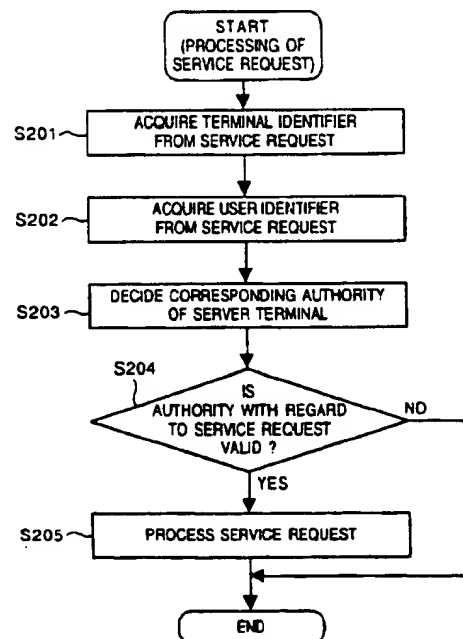 START
(PROCESSING OF
SERVICE REQUEST)
S201
ACQUIRE TERMINAL IDENTIFIER
FROM SERVICE REQUEST
S202
ACQUIRE USER IDENTIFIER
FROM SERVICE REQUEST
S203
DECIDE CORRESPONDING AUTHORITY
OF SERVER TERMINAL
S204
IS
AUTHORITY WITH REGARD
TO SERVICE REQUEST
VALID ?
NO
YES
S205
PROCESS SERVICE REQUEST
END